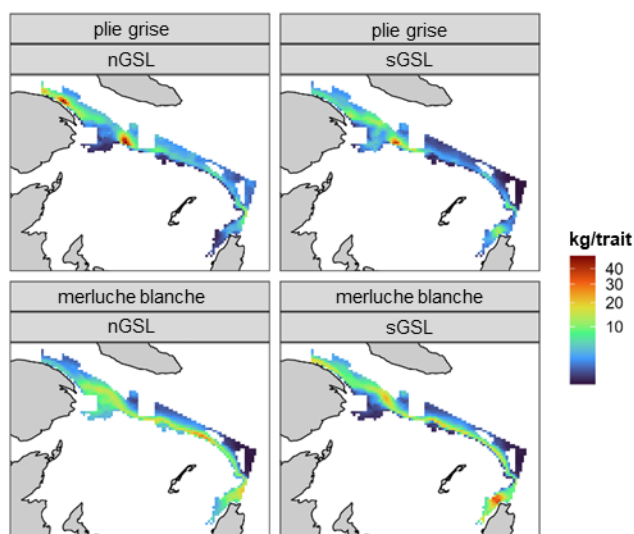 plie grise
nGSL
plie grise
sGSL
merluche blanche
nGSL
merluche blanche
sGSL
kg/trait
40
30
20
10